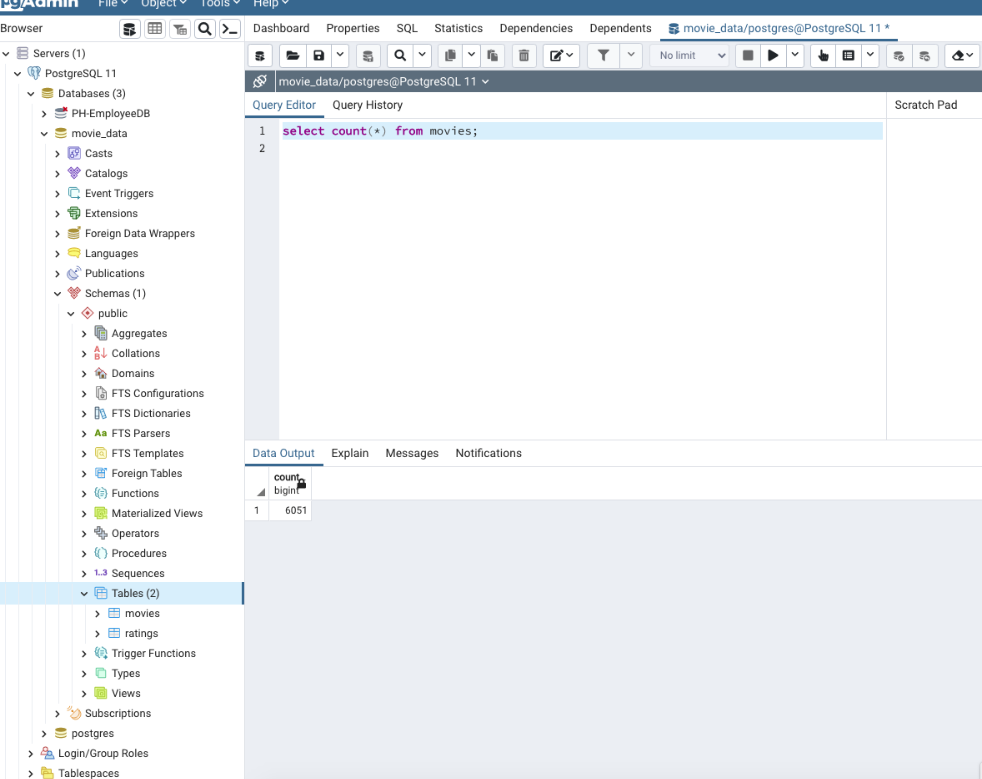 pgAdmin File Object Tools Help
Browser
Dashboard Properties SQL Statistics Dependencies Dependents movie_data/postgres@PostgreSQL 11 *
Servers (1)
PostgreSQL 11
Databases (3)
PH-EmployeeDB
movie_data
Casts
Catalogs
Event Triggers
Extensions
Foreign Data Wrappers
Languages
Publications
Schemas (1)
public
Aggregates
Collations
Domains
FTS Configurations
FTS Dictionaries
Aa FTS Parsers
FTS Templates
Foreign Tables
Functions
Materialized Views
Operators
Procedures
1..3 Sequences
Tables (2)
movies
ratings
Trigger Functions
Types
Views
Subscriptions
postgres
Login/Group Roles
Tablespaces
No limit
movie_data/postgres@PostgreSQL 11
Query Editor Query History
Scratch Pad
1 select count(*) from movies;
2
Data Output Explain Messages Notifications
count
bigint
1 6051